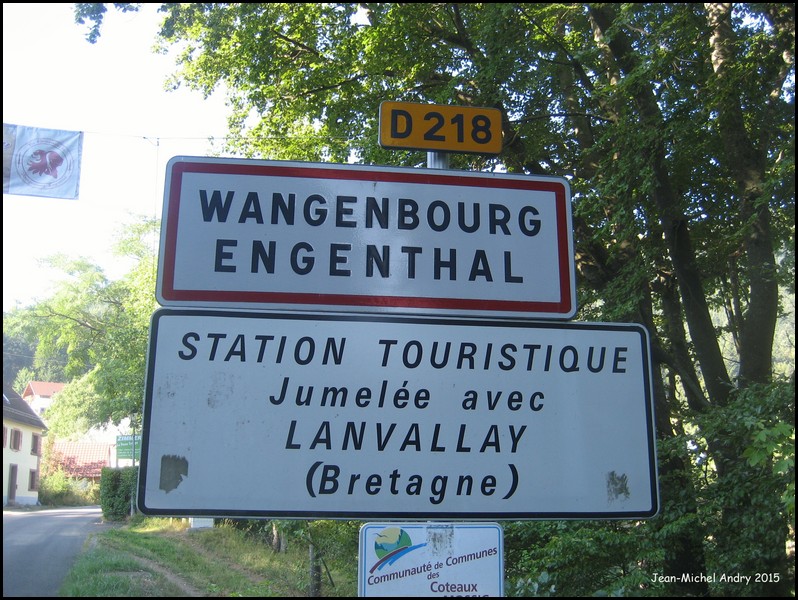 D 218
WANGENBOURG
ENGENTHAL
STATION TOURISTIQUE
Jumelée avec
LANVALLAY
(Bretagne)
Communauté de Communes
des
Coteaux
Jean-Michel Andry 2015